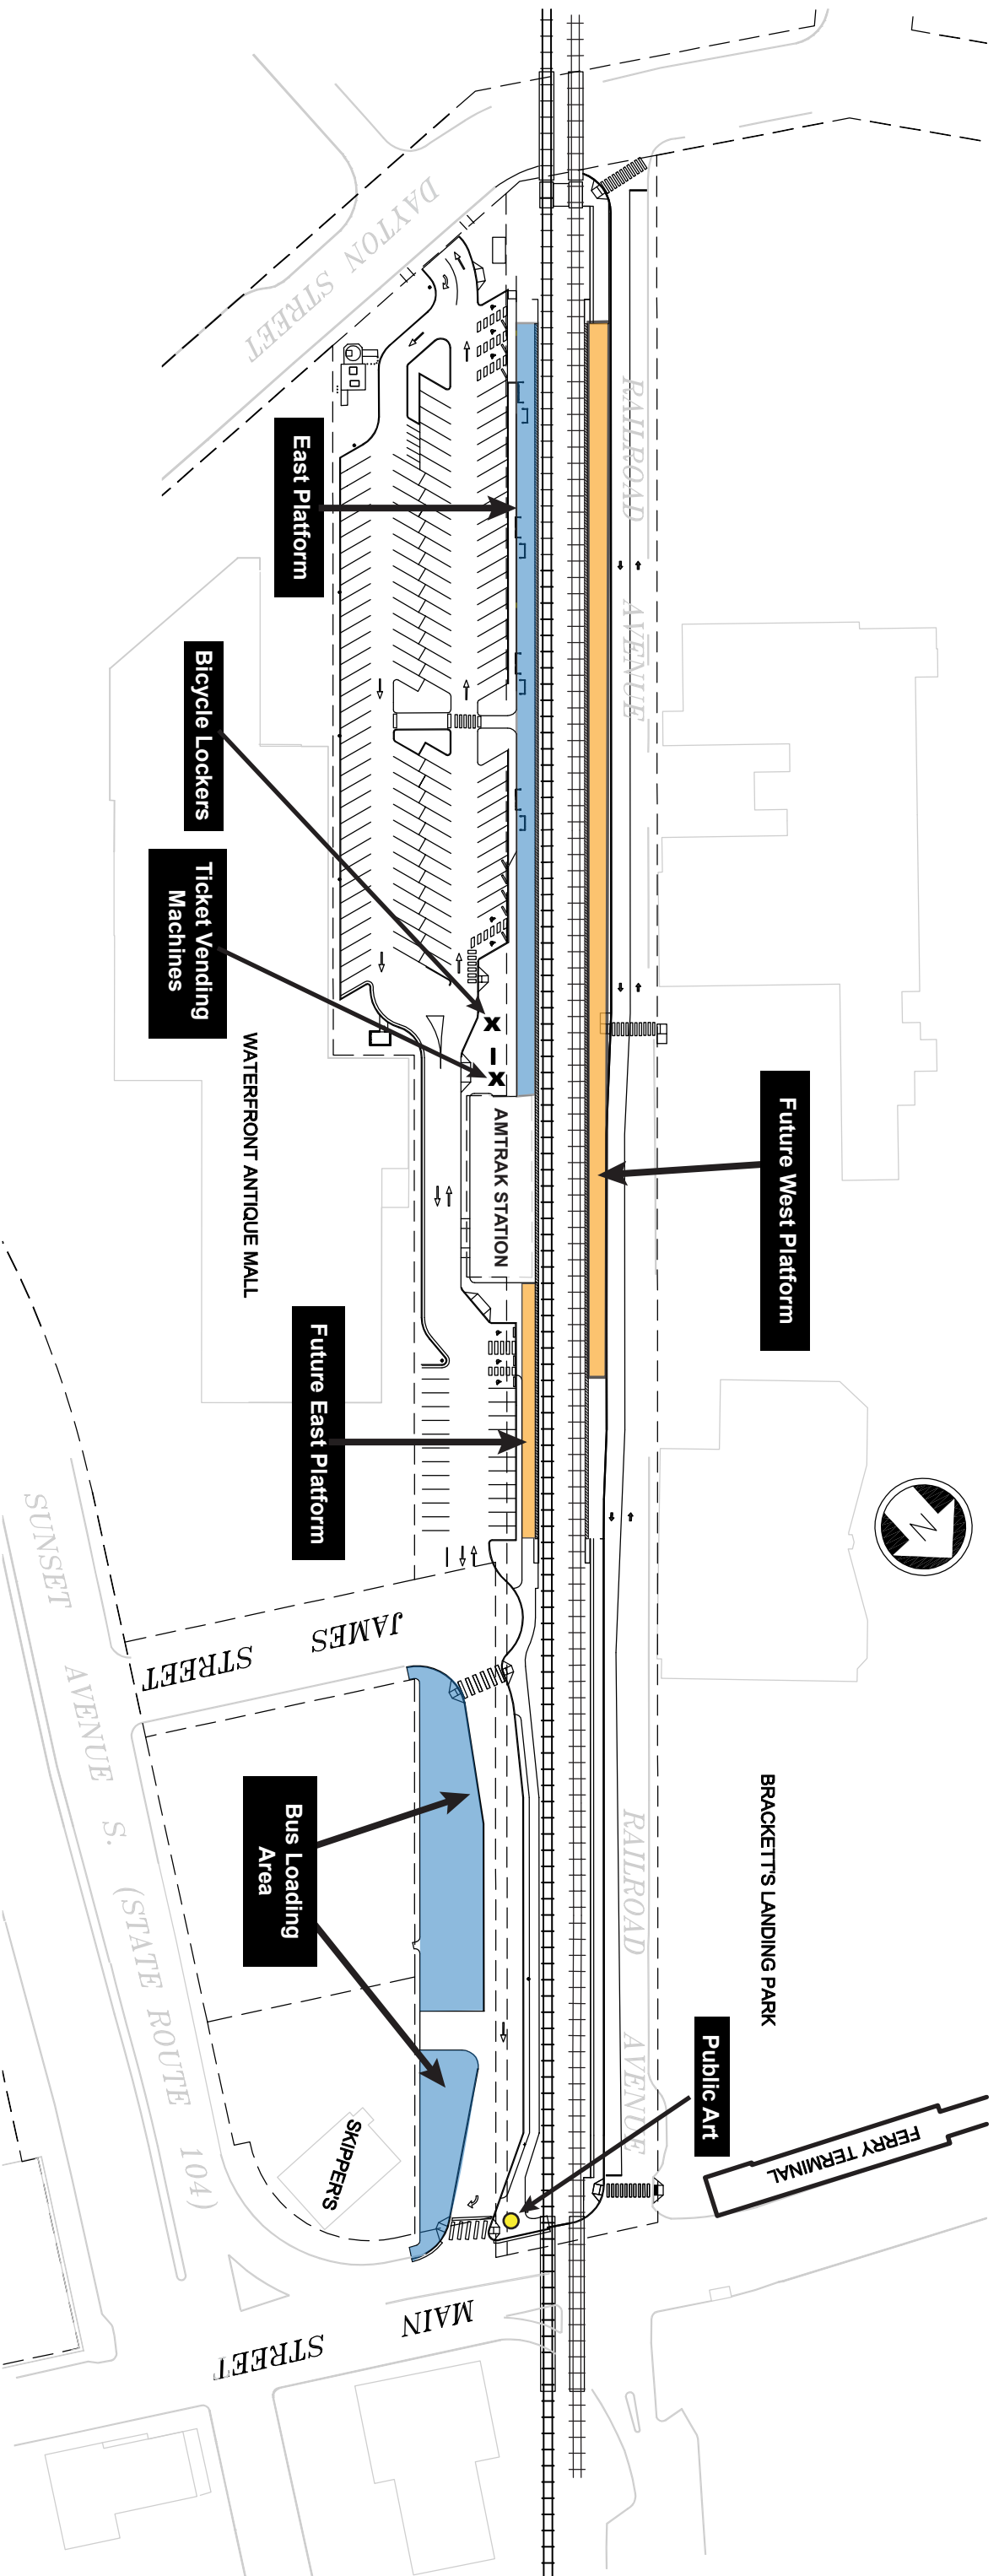 DAYTON STREET
RAILROAD AVENUE
East Platform
Bicycle Lockers
Ticket Vending
Machines
WATERFRONT ANTIQUE MALL
AMTRAK STATION
Future West Platform
Future East Platform
N
JAMES
STREET
SUNSET AVENUE S. (STATE ROUTE 104)
Bus Loading
Area
BRACKETT'S LANDING PARK
RAILROAD AVENUE
Public Art
FERRY TERMINAL
SKIPPER'S
MAIN
STREET